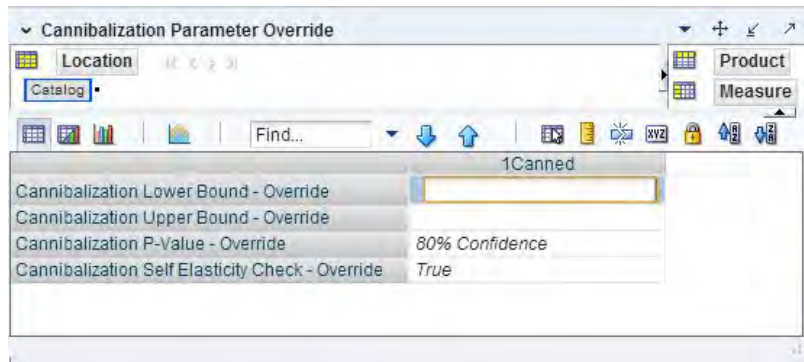 Cannibalization Parameter Override
Location
Product
Catalog
Measure
Find...
XYZ
1Canned
Cannibalization Lower Bound - Override
Cannibalization Upper Bound - Override
Cannibalization P-Value - Override 80% Confidence
Cannibalization Self Elasticity Check - Override True